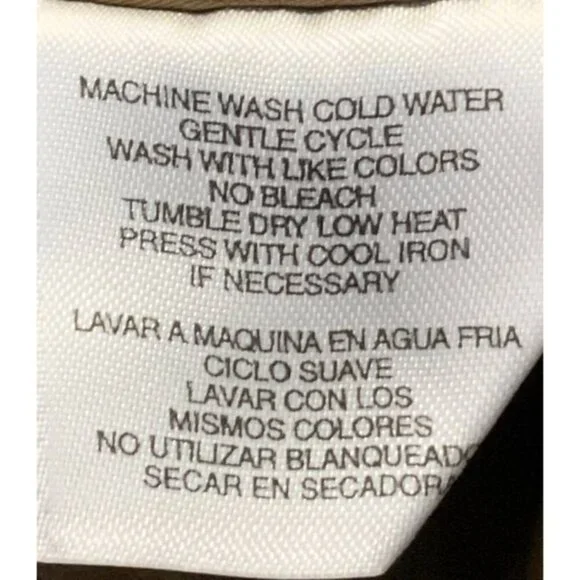 MACHINE WASH COLD WATER
GENTLE CYCLE
WASH WITH LIKE COLORS
NO BLEACH
TUMBLE DRY LOW HEAT
PRESS WITH COOL IRON
IF NECESSARY
LAVAR A MAQUINA EN AGUA FRIA
CICLO SUAVE
LAVAR CON LOS
MISMOS COLORES
NO UTILIZAR BLANQUEADO
SECAR EN SECADORA